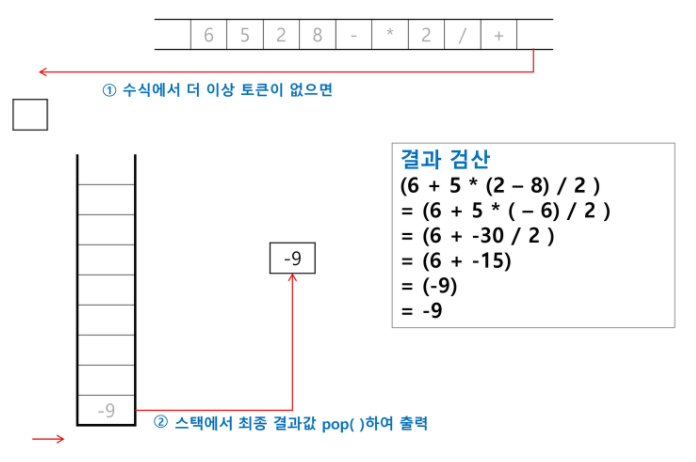 6 5 2 8 - * 2 / +
① 수식에서 더 이상 토큰이 없으면
결과 검산
(6 + 5 * (2 – 8) / 2 )
= (6 + 5 * ( – 6) / 2 )
= (6 + -30 / 2 )
= (6 + -15)
= (-9)
= -9
-9
-9
② 스택에서 최종 결과값 pop( )하여 출력